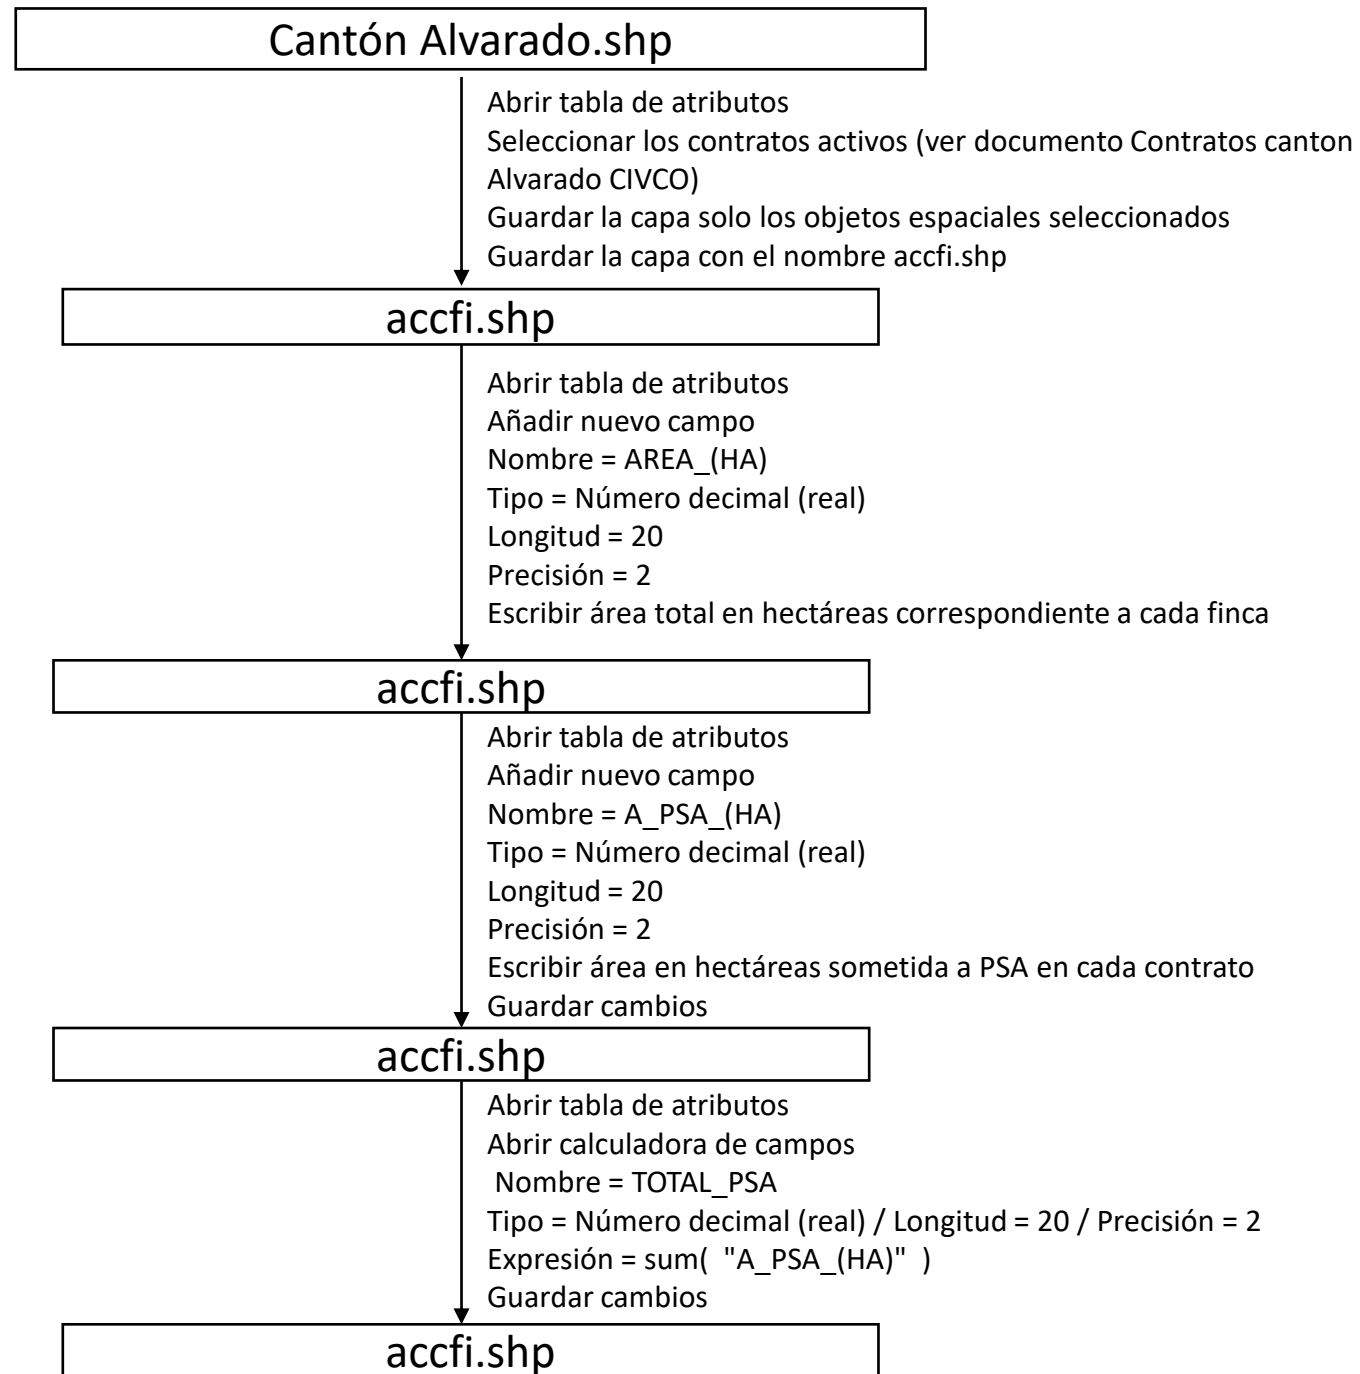 Cantón Alvarado.shp
Abrir tabla de atributos
Seleccionar los contratos activos (ver documento Contratos canton
Alvarado CIVCO)
Guardar la capa solo los objetos espaciales seleccionados
Guardar la capa con el nombre accfi.shp
accfi.shp
Abrir tabla de atributos
Añadir nuevo campo
Nombre = AREA_(HA)
Tipo = Número decimal (real)
Longitud = 20
Precisión = 2
Escribir área total en hectáreas correspondiente a cada finca
accfi.shp
Abrir tabla de atributos
Añadir nuevo campo
Nombre = A_PSA_(HA)
Tipo = Número decimal (real)
Longitud = 20
Precisión = 2
Escribir área en hectáreas sometida a PSA en cada contrato
Guardar cambios
accfi.shp
Abrir tabla de atributos
Abrir calculadora de campos
Nombre = TOTAL_PSA
Tipo = Número decimal (real) / Longitud = 20 / Precisión = 2
Expresión = sum(  "A_PSA_(HA)"  )
Guardar cambios
accfi.shp